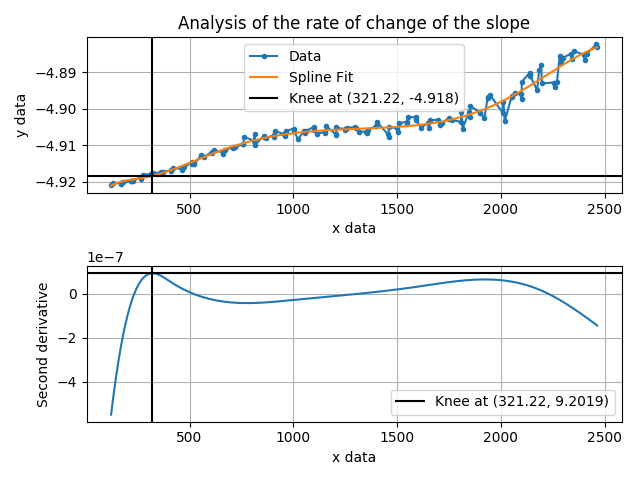 Analysis of the rate of change of the slope
Data
Spline Fit
Knee at (321.22, -4.918)
−4.89
−4.90
−4.91
−4.92
y data
500
1000
1500
2000
2500
x data
1e−7
0
−2
−4
Second derivative
Knee at (321.22, 9.2019)
500
1000
1500
2000
2500
x data